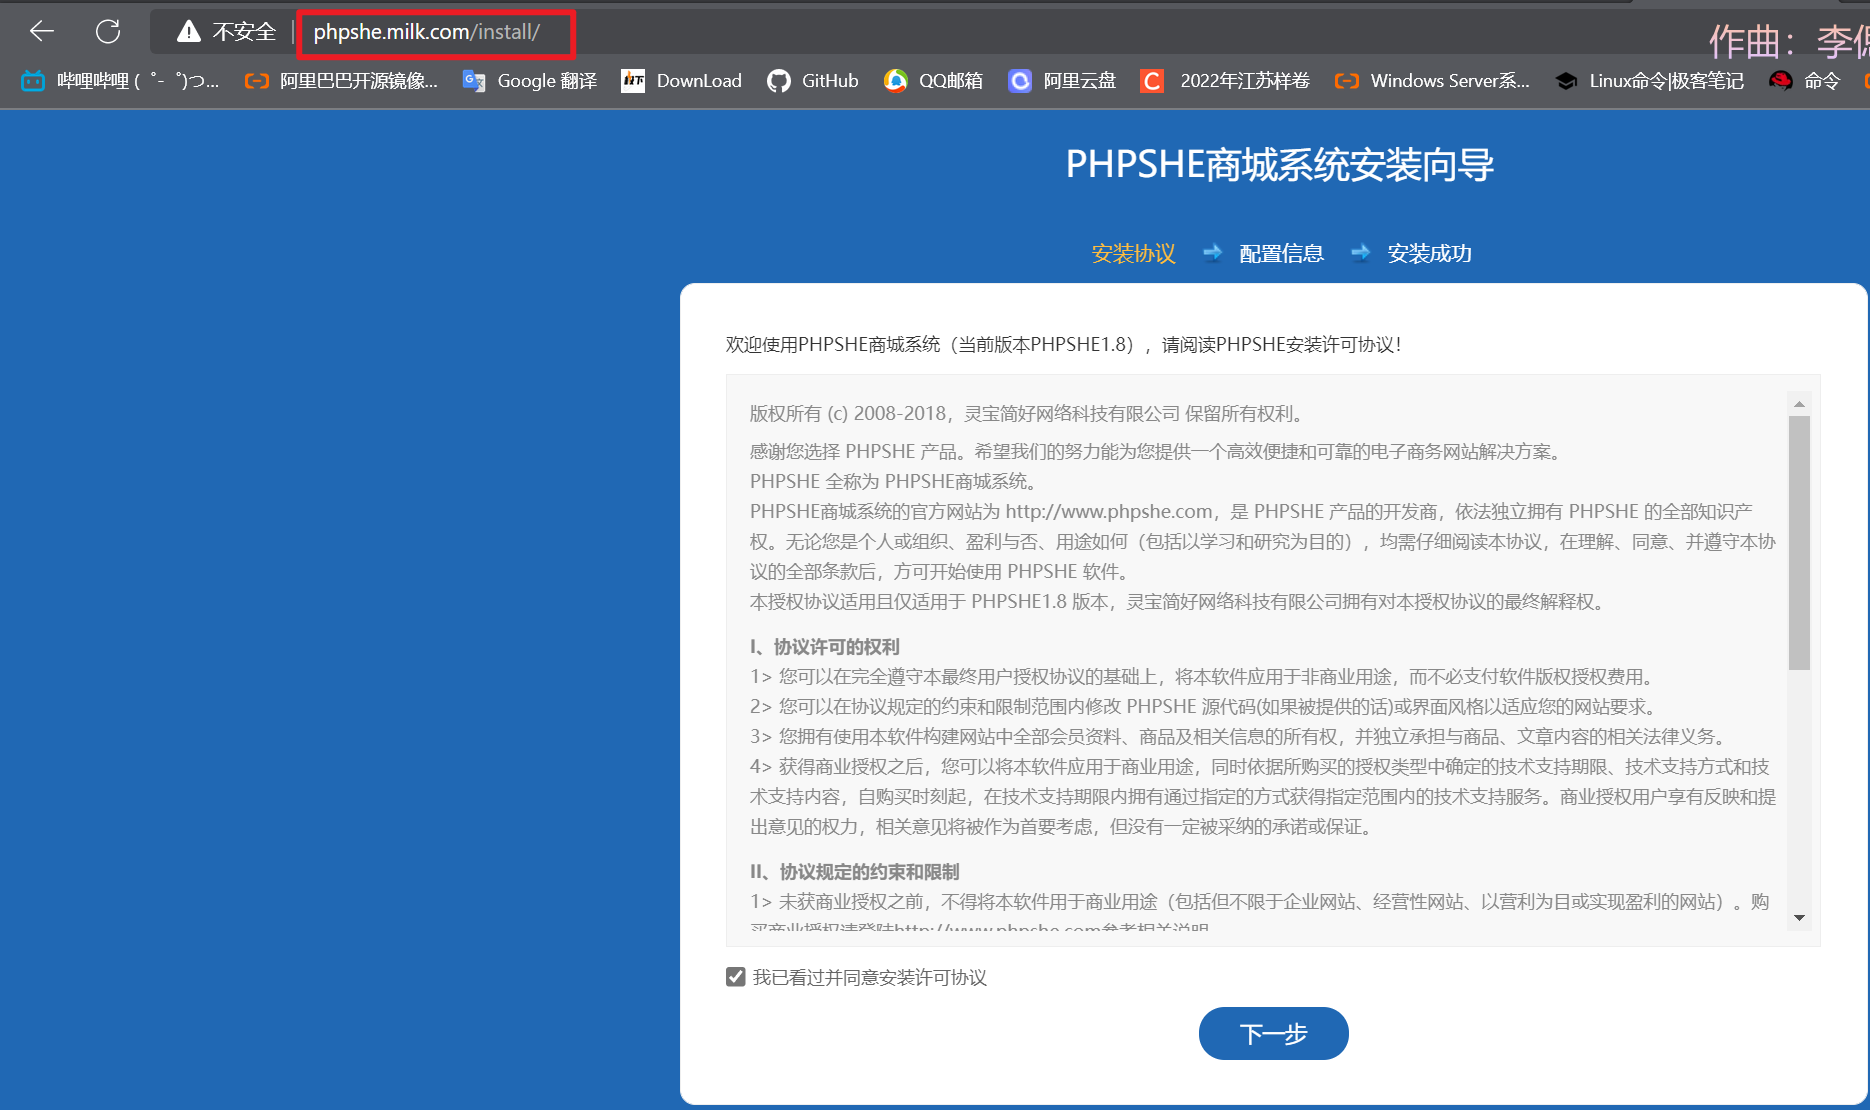 不安全 phpshe.milk.com/install/
作曲：李
哔哩哔哩 ( ゜- ゜)つ... 阿里巴巴开源镜像... Google 翻译 DownLoad GitHub QQ邮箱 阿里云盘 2022年江苏样卷 Windows Server系... Linux命令|极客笔记 命令
PHPSHE商城系统安装向导
安装协议 配置信息 安装成功
欢迎使用PHPSHE商城系统（当前版本PHPSHE1.8），请阅读PHPSHE安装许可协议！
版权所有 (c) 2008-2018，灵宝简好网络科技有限公司 保留所有权利。
感谢您选择 PHPSHE 产品。希望我们的努力能为您提供一个高效便捷和可靠的电子商务网站解决方案。
PHPSHE 全称为 PHPSHE商城系统。
PHPSHE商城系统的官方网站为 http://www.phpshe.com，是 PHPSHE 产品的开发商，依法独立拥有 PHPSHE 的全部知识产
权。无论您是个人或组织、盈利与否、用途如何（包括以学习和研究为目的），均需仔细阅读本协议，在理解、同意、并遵守本协
议的全部条款后，方可开始使用 PHPSHE 软件。
本授权协议适用且仅适用于 PHPSHE1.8 版本，灵宝简好网络科技有限公司拥有对本授权协议的最终解释权。
I、协议许可的权利
1> 您可以在完全遵守本最终用户授权协议的基础上，将本软件应用于非商业用途，而不必支付软件版权授权费用。
2> 您可以在协议规定的约束和限制范围内修改 PHPSHE 源代码(如果被提供的话)或界面风格以适应您的网站要求。
3> 您拥有使用本软件构建网站中全部会员资料、商品及相关信息的所有权，并独立承担与商品、文章内容的相关法律义务。
4> 获得商业授权之后，您可以将本软件应用于商业用途，同时依据所购买的授权类型中确定的技术支持期限、技术支持方式和技
术支持内容，自购买时刻起，在技术支持期限内拥有通过指定的方式获得指定范围内的技术支持服务。商业授权用户享有反映和提
出意见的权力，相关意见将被作为首要考虑，但没有一定被采纳的承诺或保证。
II、协议规定的约束和限制
1> 未获商业授权之前，不得将本软件用于商业用途（包括但不限于企业网站、经营性网站、以营利为目或实现盈利的网站）。购
买商业授权请登陆http://www.phpshe.com参考相关说明
我已看过并同意安装许可协议
下一步